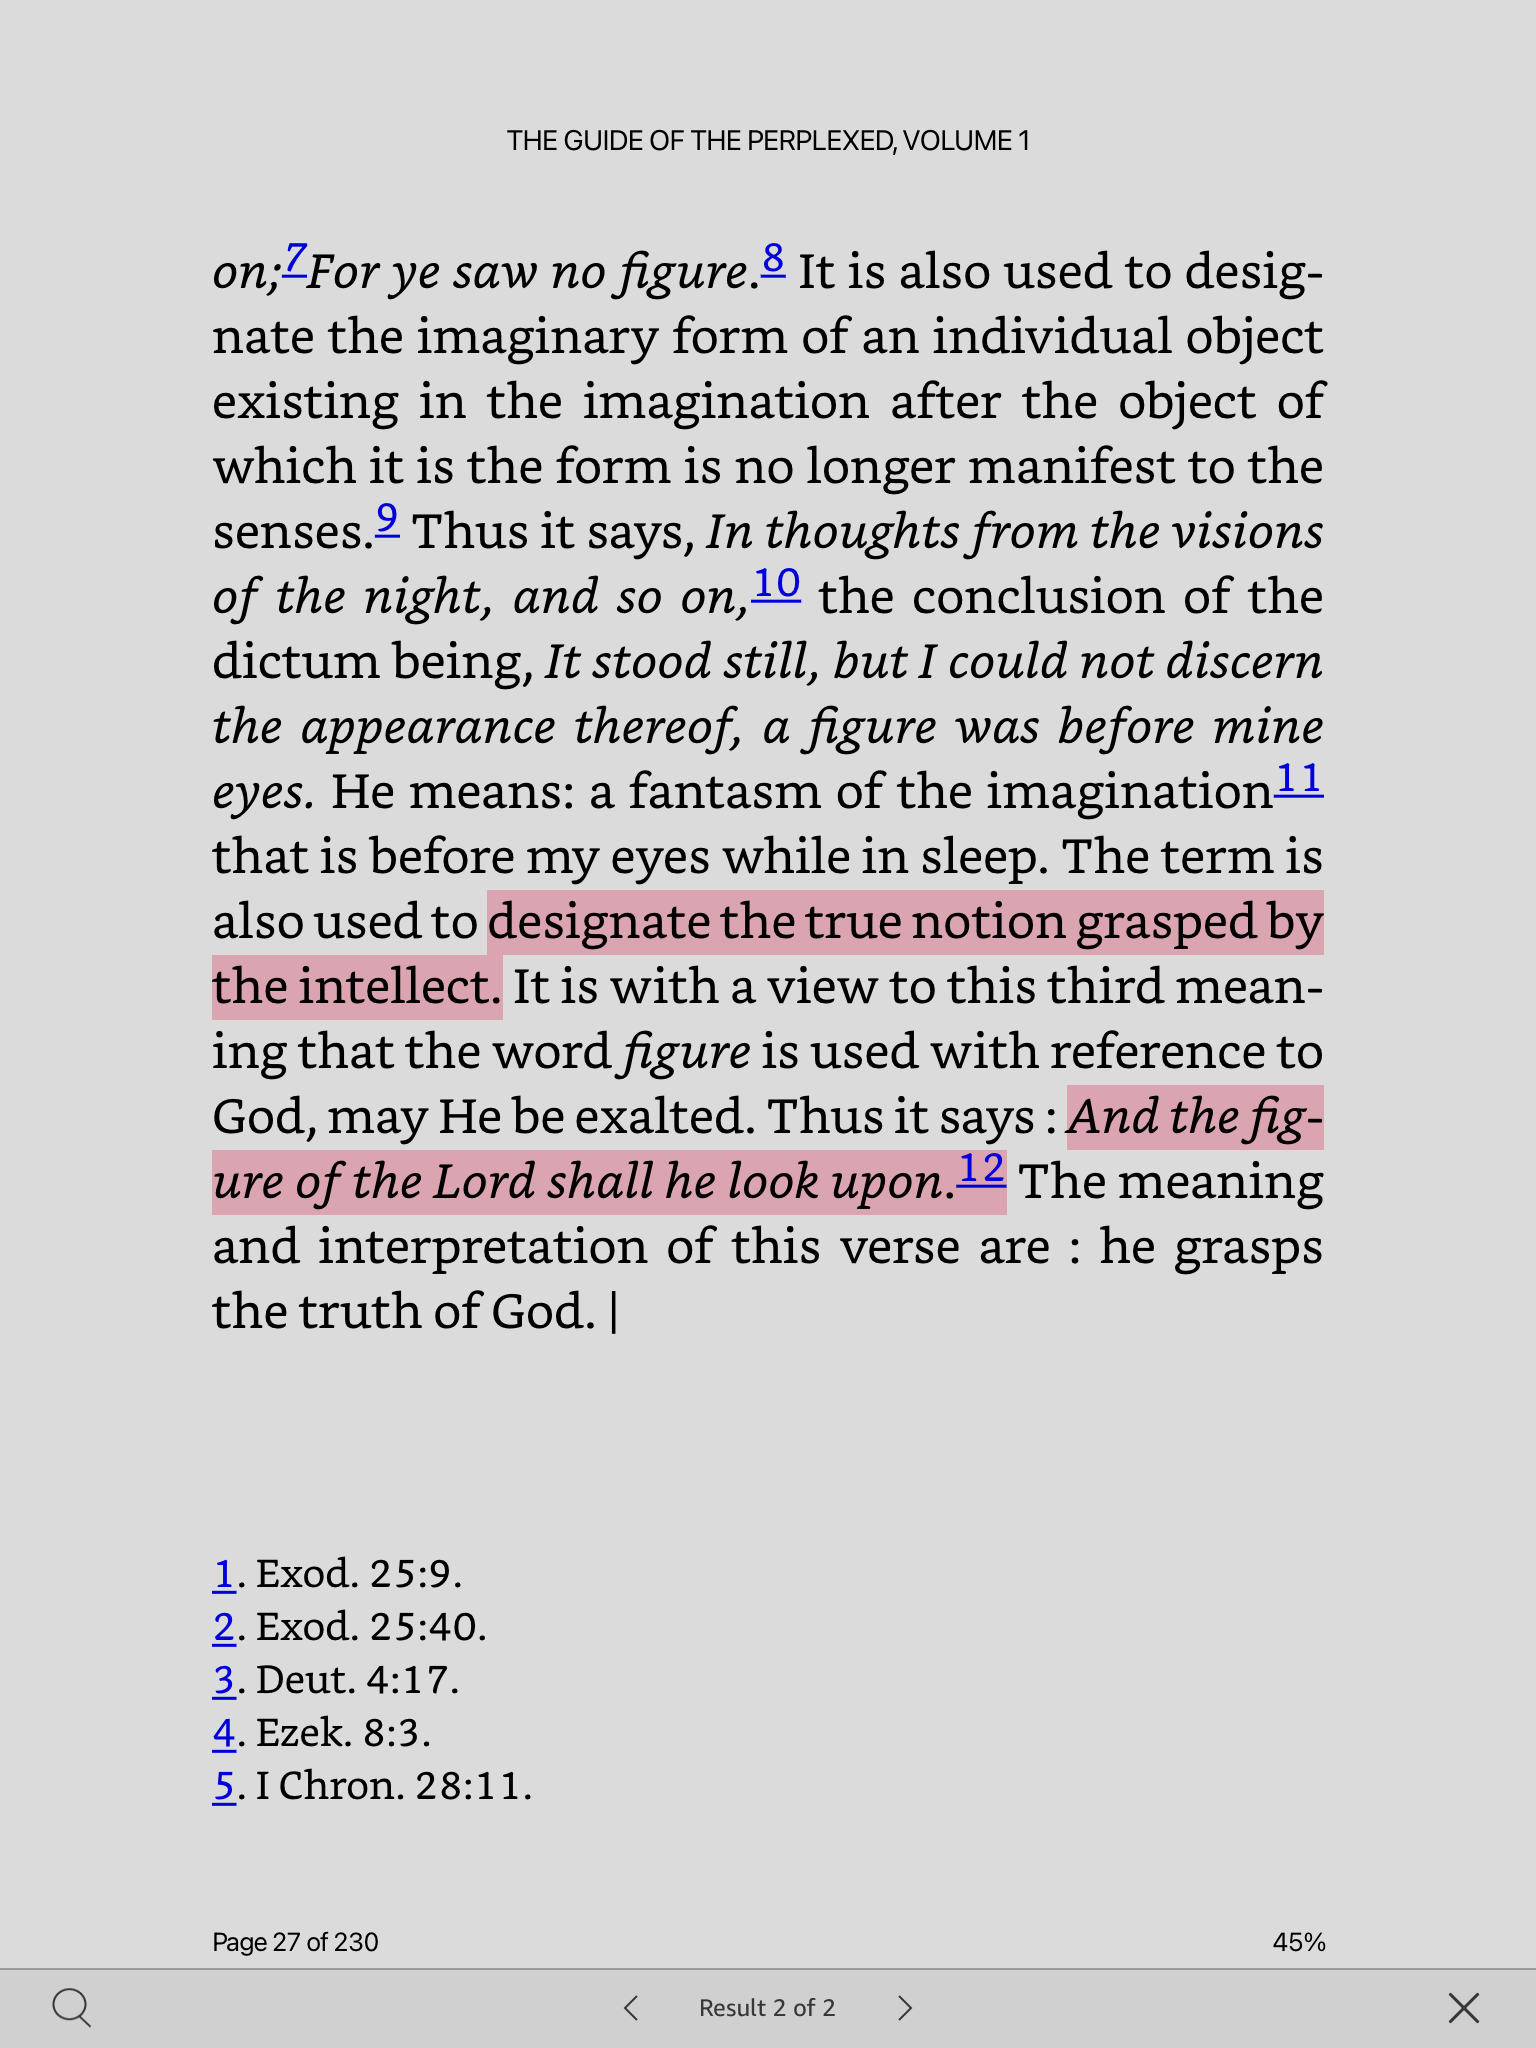 THE GUIDE OF THE PERPLEXED, VOLUME 1
on;7For ye saw no figure.8 It is also used to desig-
nate the imaginary form of an individual object
existing in the imagination after the object of
which it is the form is no longer manifest to the
senses.9 Thus it says, In thoughts from the visions
of the night, and so on,10 the conclusion of the
dictum being, It stood still, but I could not discern
the appearance thereof, a figure was before mine
eyes. He means: a fantasm of the imagination11
that is before my eyes while in sleep. The term is
also used to designate the true notion grasped by
the intellect. It is with a view to this third mean-
ing that the word figure is used with reference to
God, may He be exalted. Thus it says : And the fig-
ure of the Lord shall he look upon.12 The meaning
and interpretation of this verse are : he grasps
the truth of God. |
1. Exod. 25:9.
2. Exod. 25:40.
3. Deut. 4:17.
4. Ezek. 8:3.
5. I Chron. 28:11.
Page 27 of 230 45%
Result 2 of 2